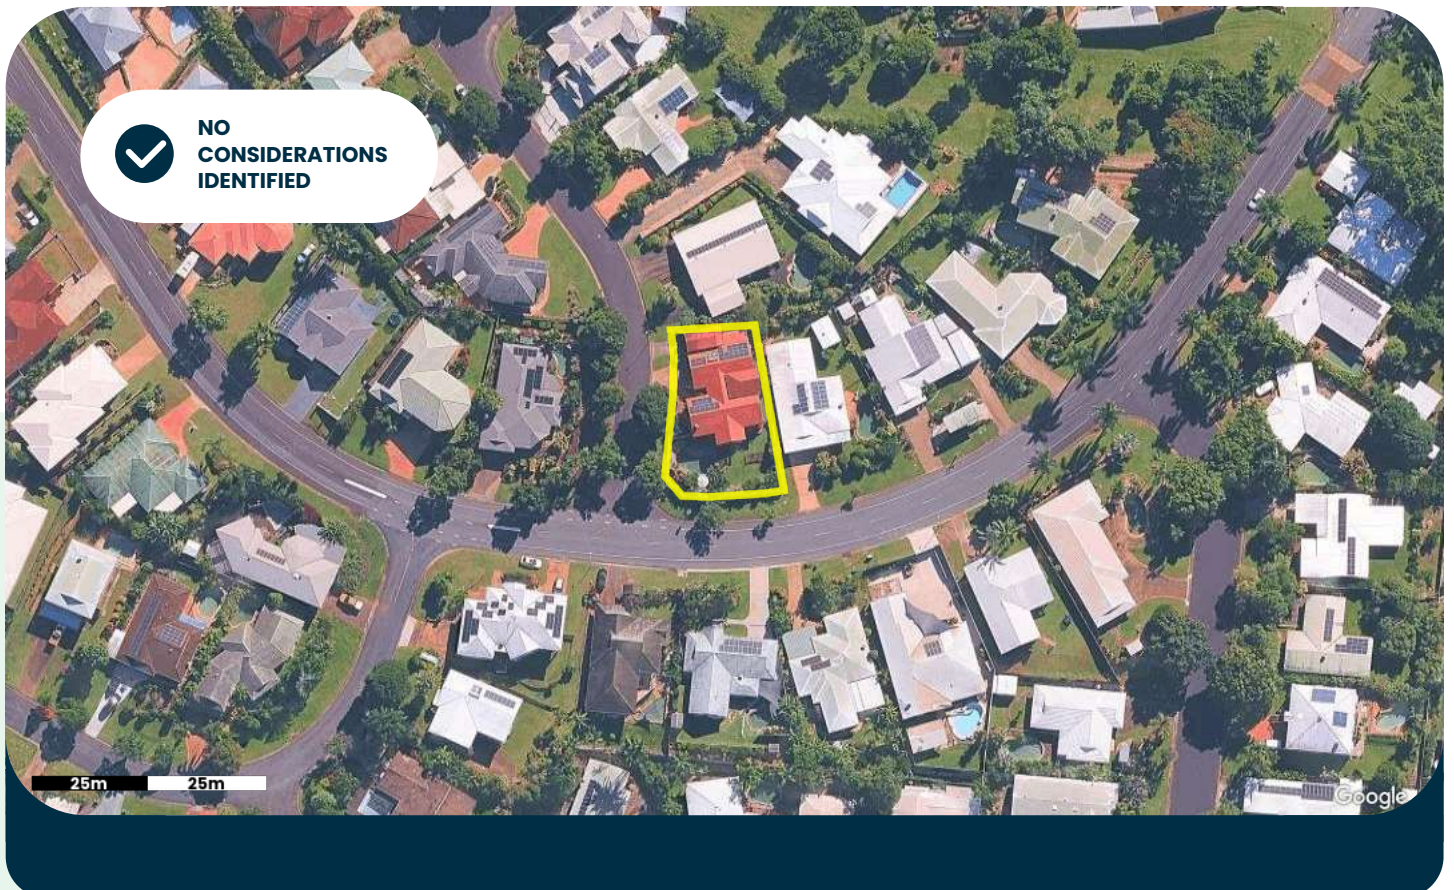 NO
CONSIDERATIONS
IDENTIFIED
25m 25m
Google